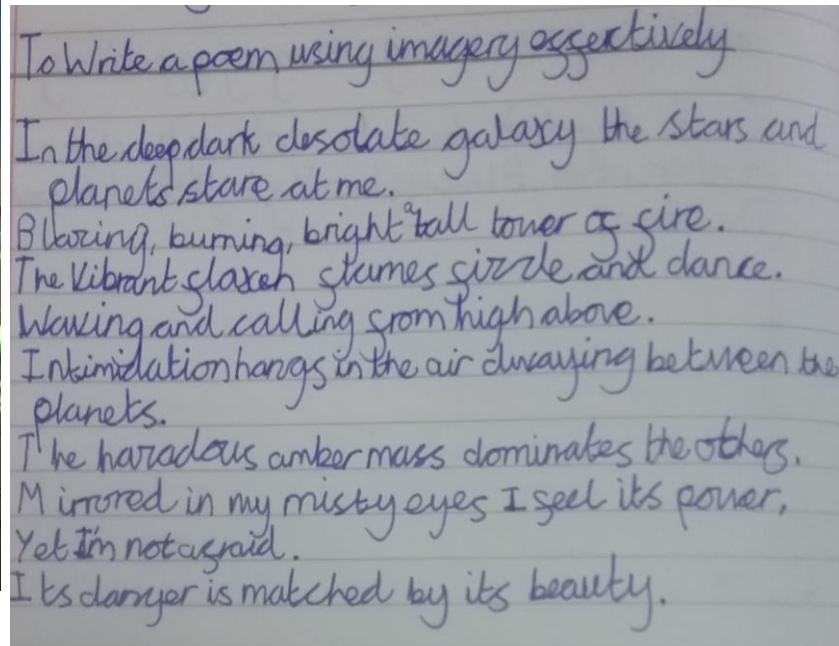 To Write a poem using imagery effectively
In the deep dark desolate galaxy the stars and
planets stare at me.
Blazing, burning, bright a tall tower of fire.
The Vibrant flaxen flames sizzle and dance.
Waving and calling from high above.
Intimidation hangs in the air swaying between the
planets.
The haradous amber mass dominates the others.
Mirrored in my misty eyes I feel its power,
Yet I'm not afraid.
Its danger is matched by its beauty.